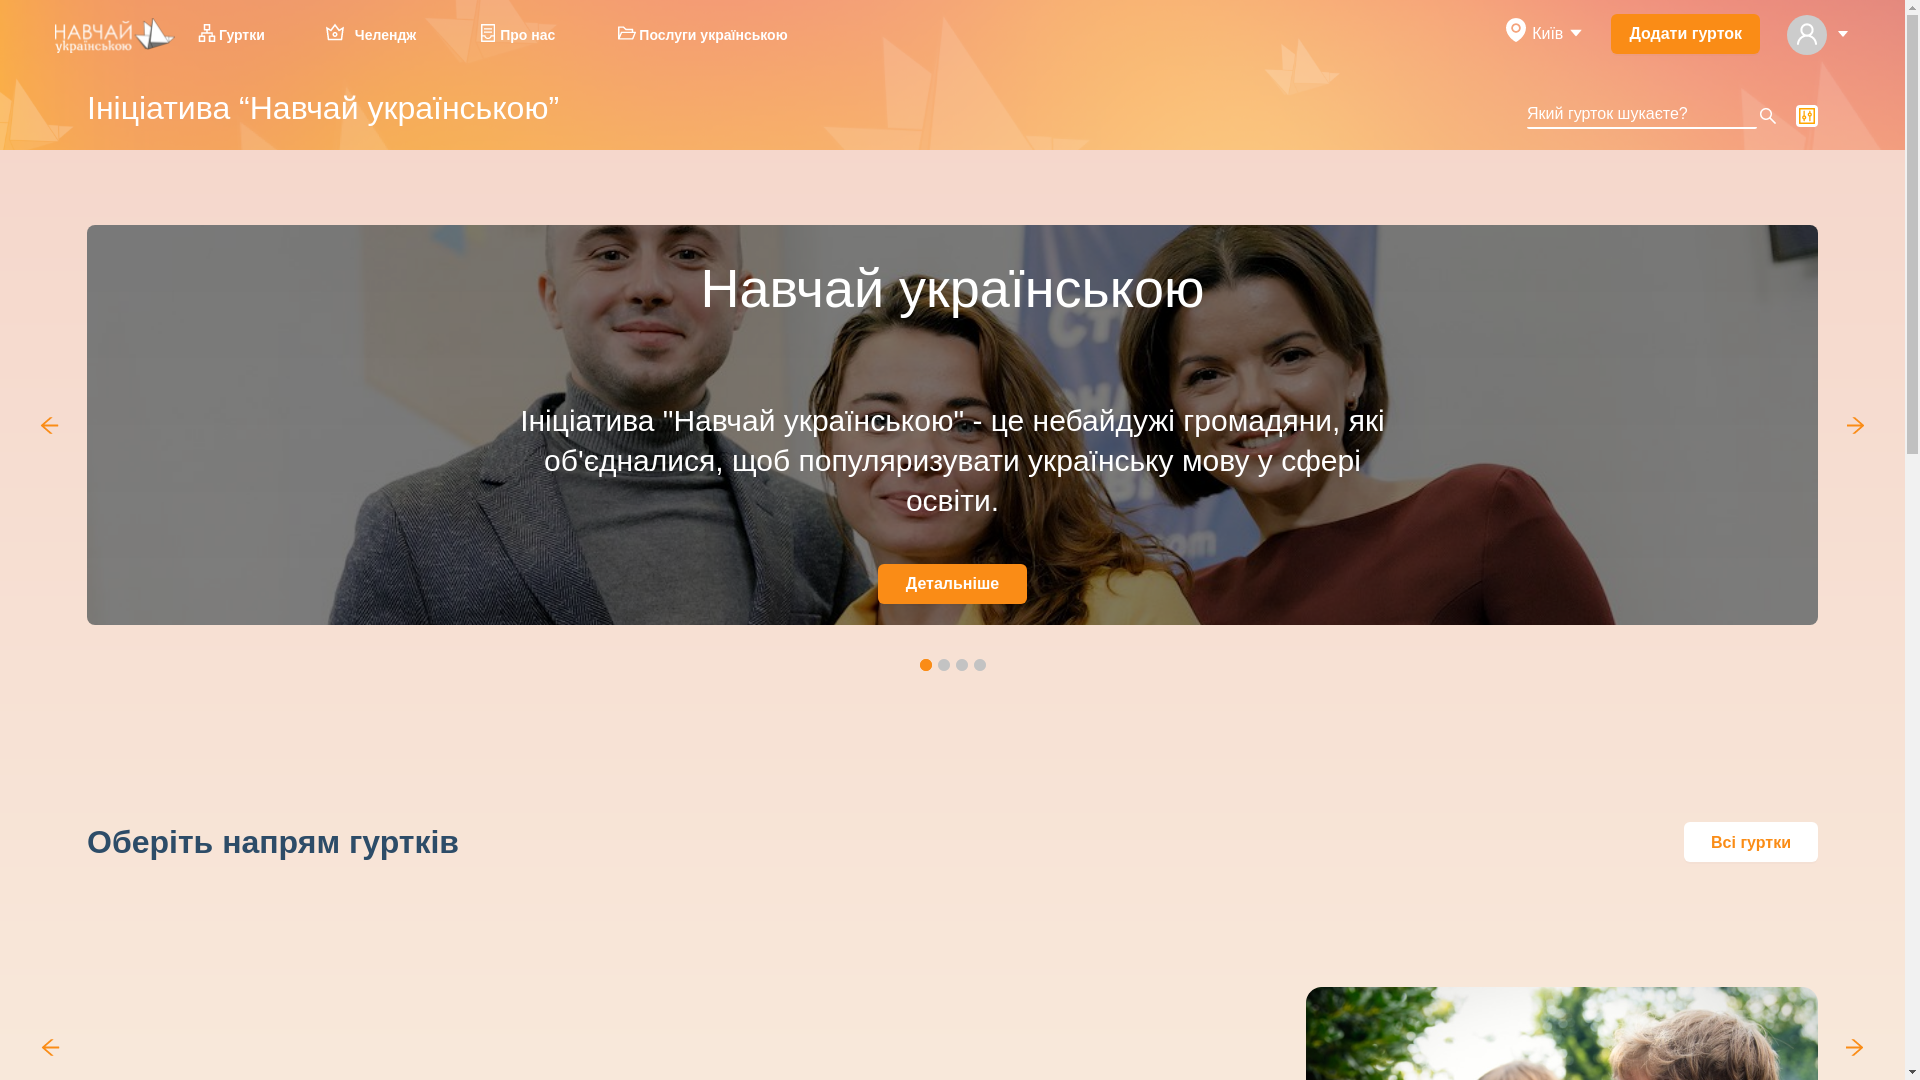 НАВЧАЙ
українською
Гуртки
Челендж
Про нас
Послуги українською
Київ
Додати гурток
Ініціатива “Навчай українською”
Який гурток шукаєте?
Навчай українською
Ініціатива "Навчай українською" - це небайдужі громадяни, які
об'єдналися, щоб популяризувати українську мову у сфері
освіти.
Детальніше
Оберіть напрям гуртків
Всі гуртки